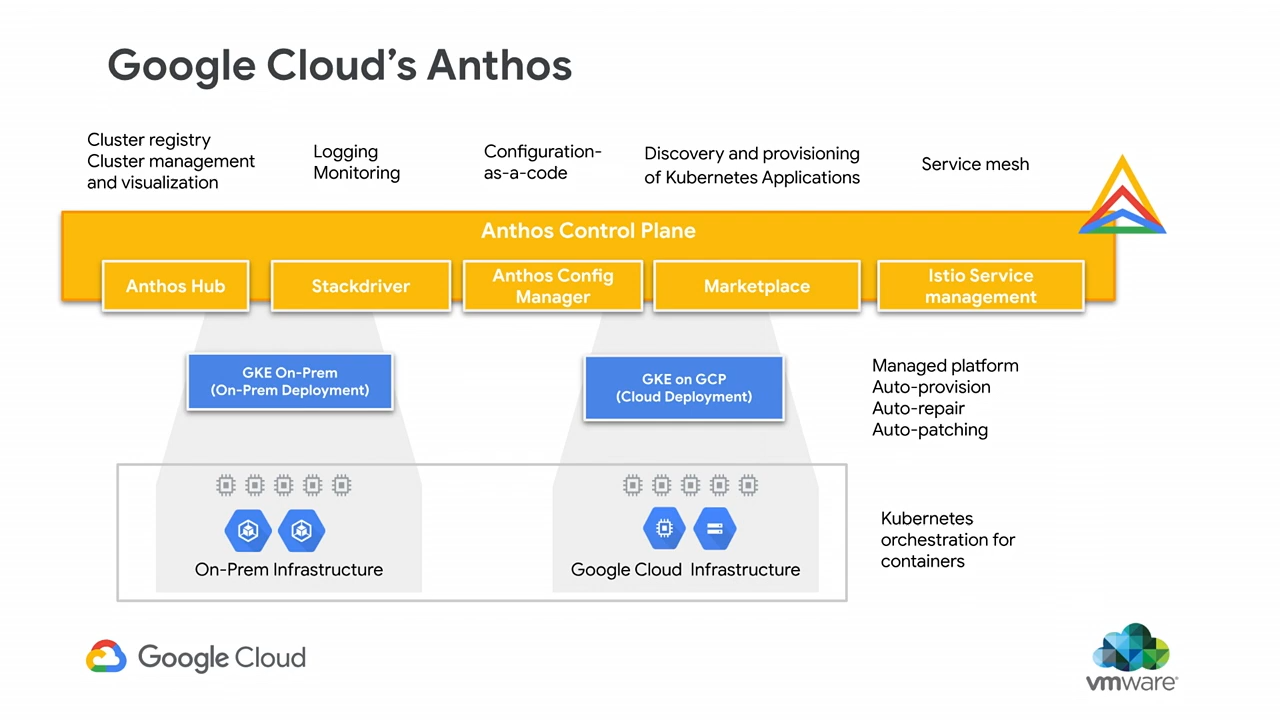 Google Cloud's Anthos
Cluster registry
Cluster management
and visualization
Logging
Monitoring
Configuration-
as-a-code
Discovery and provisioning
of Kubernetes Applications
Service mesh
Anthos Control Plane
Anthos Hub
Stackdriver
Anthos Config
Manager
Marketplace
Istio Service
management
GKE On-Prem
(On-Prem Deployment)
GKE on GCP
(Cloud Deployment)
Managed platform
Auto-provision
Auto-repair
Auto-patching
On-Prem Infrastructure
Google Cloud Infrastructure
Kubernetes
orchestration for
containers
Google Cloud
vmware